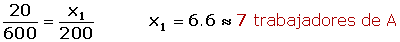 20/600 = x₁/200 x₁ = 6.6 ≈ 7 trabajadores de A